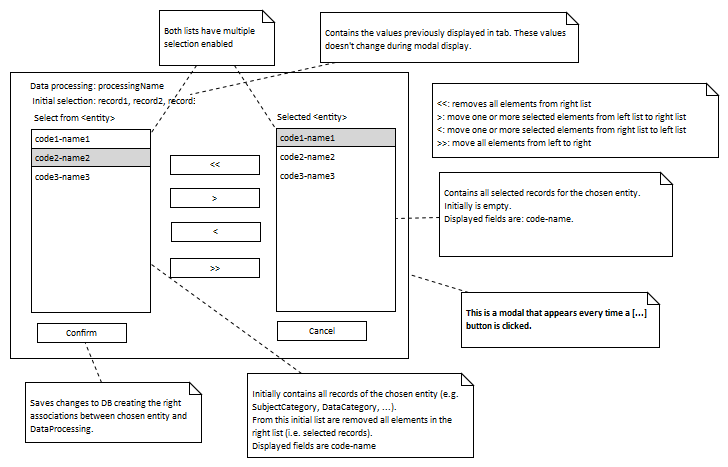 Both lists have multiple
selection enabled
Contains the values previously displayed in tab. These values
doesn't change during modal display.
Data processing: processingName
Initial selection: record1, record2, record:
Select from <entity>
Selected <entity>
code1-name1
code2-name2
code3-name3
<<
>
<
>>
code1-name1
code2-name2
code3-name3
Confirm
Cancel
<<: removes all elements from right list
>: move one or more selected elements from left list to right list
<: move one or more selected elements from right list to left list
>>: move all elements from left to right
Contains all selected records for the chosen entity.
Initially is empty.
Displayed fields are: code-name.
This is a modal that appears every time a [...]
button is clicked.
Saves changes to DB creating the right
associations between chosen entity and
DataProcessing.
Initially contains all records of the chosen entity (e.g.
SubjectCategory, DataCategory, ...).
From this initial list are removed all elements in the
right list (i.e. selected records).
Displayed fields are code-name